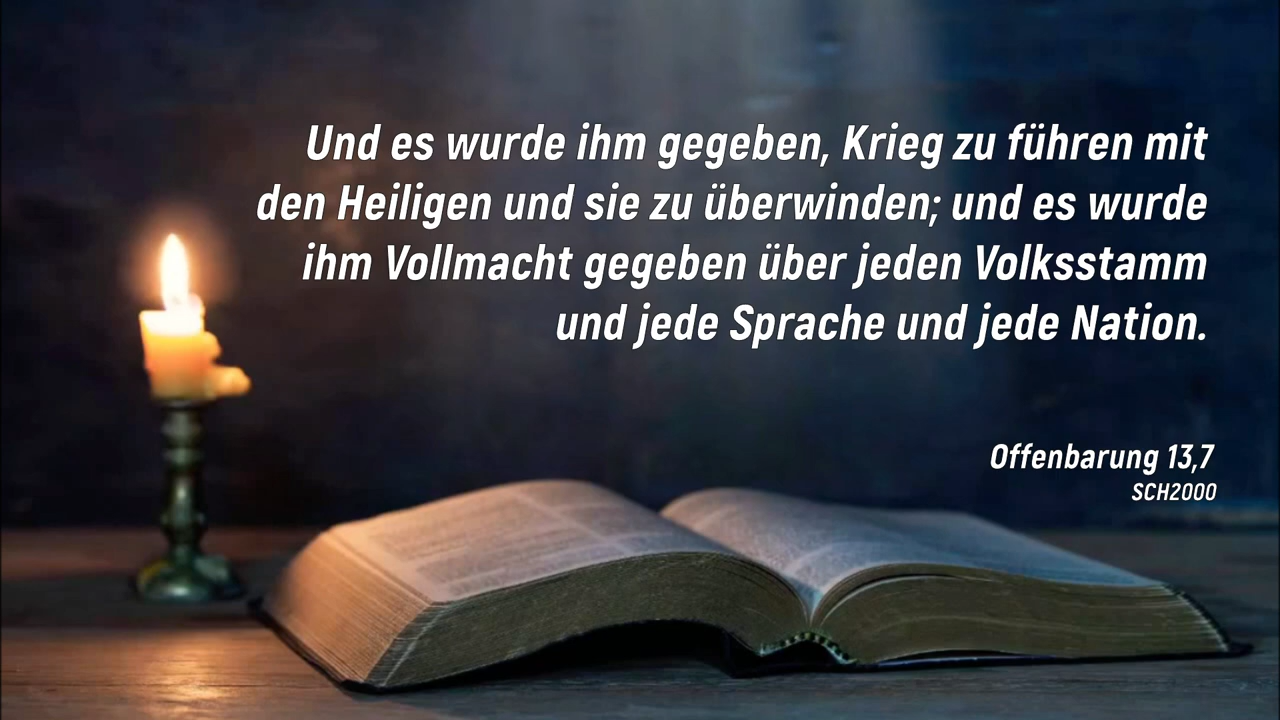 Und es wurde ihm gegeben, Krieg zu führen mit
den Heiligen und sie zu überwinden; und es wurde
ihm Vollmacht gegeben über jeden Volksstamm
und jede Sprache und jede Nation.
Offenbarung 13,7
SCH2000